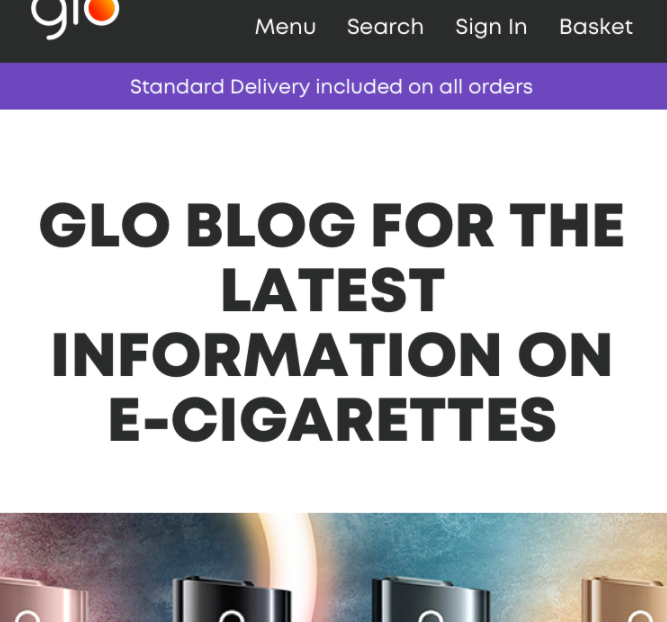 glo
Menu Search Sign In Basket
Standard Delivery included on all orders
GLO BLOG FOR THE
LATEST
INFORMATION ON
E-CIGARETTES